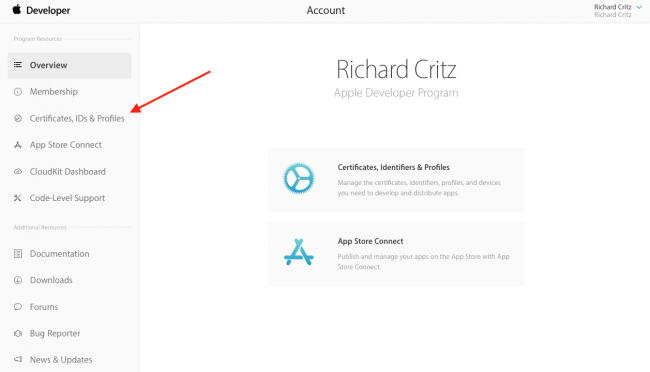 Developer
Account
Richard Critz
Richard Critz
Program Resources
Overview
Membership
Certificates, IDs & Profiles
App Store Connect
CloudKit Dashboard
Code-Level Support
Additional Resources
Documentation
Downloads
Forums
Bug Reporter
News & Updates
Richard Critz
Apple Developer Program
Certificates, Identifiers & Profiles
Manage the certificates, identifiers, profiles, and devices
you need to develop and distribute apps.
App Store Connect
Publish and manage your apps on the App Store with App
Store Connect.